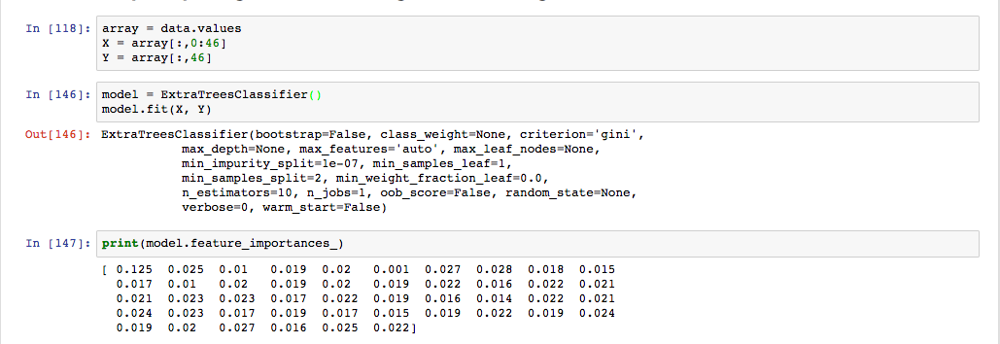 In [118]: array = data.values
X = array[:,0:46]
Y = array[:,46]
In [146]: model = ExtraTreesClassifier()
model.fit(X, Y)
Out[146]: ExtraTreesClassifier(bootstrap=False, class_weight=None, criterion='gini',
max_depth=None, max_features='auto', max_leaf_nodes=None,
min_impurity_split=1e-07, min_samples_leaf=1,
min_samples_split=2, min_weight_fraction_leaf=0.0,
n_estimators=10, n_jobs=1, oob_score=False, random_state=None,
verbose=0, warm_start=False)
In [147]: print(model.feature_importances_)
[ 0.125 0.025 0.01 0.019 0.02 0.001 0.027 0.028 0.018 0.015
0.017 0.01 0.02 0.019 0.02 0.019 0.022 0.016 0.022 0.021
0.021 0.023 0.023 0.017 0.022 0.019 0.016 0.014 0.022 0.021
0.024 0.023 0.017 0.019 0.017 0.015 0.019 0.022 0.019 0.024
0.019 0.02 0.027 0.016 0.025 0.022]